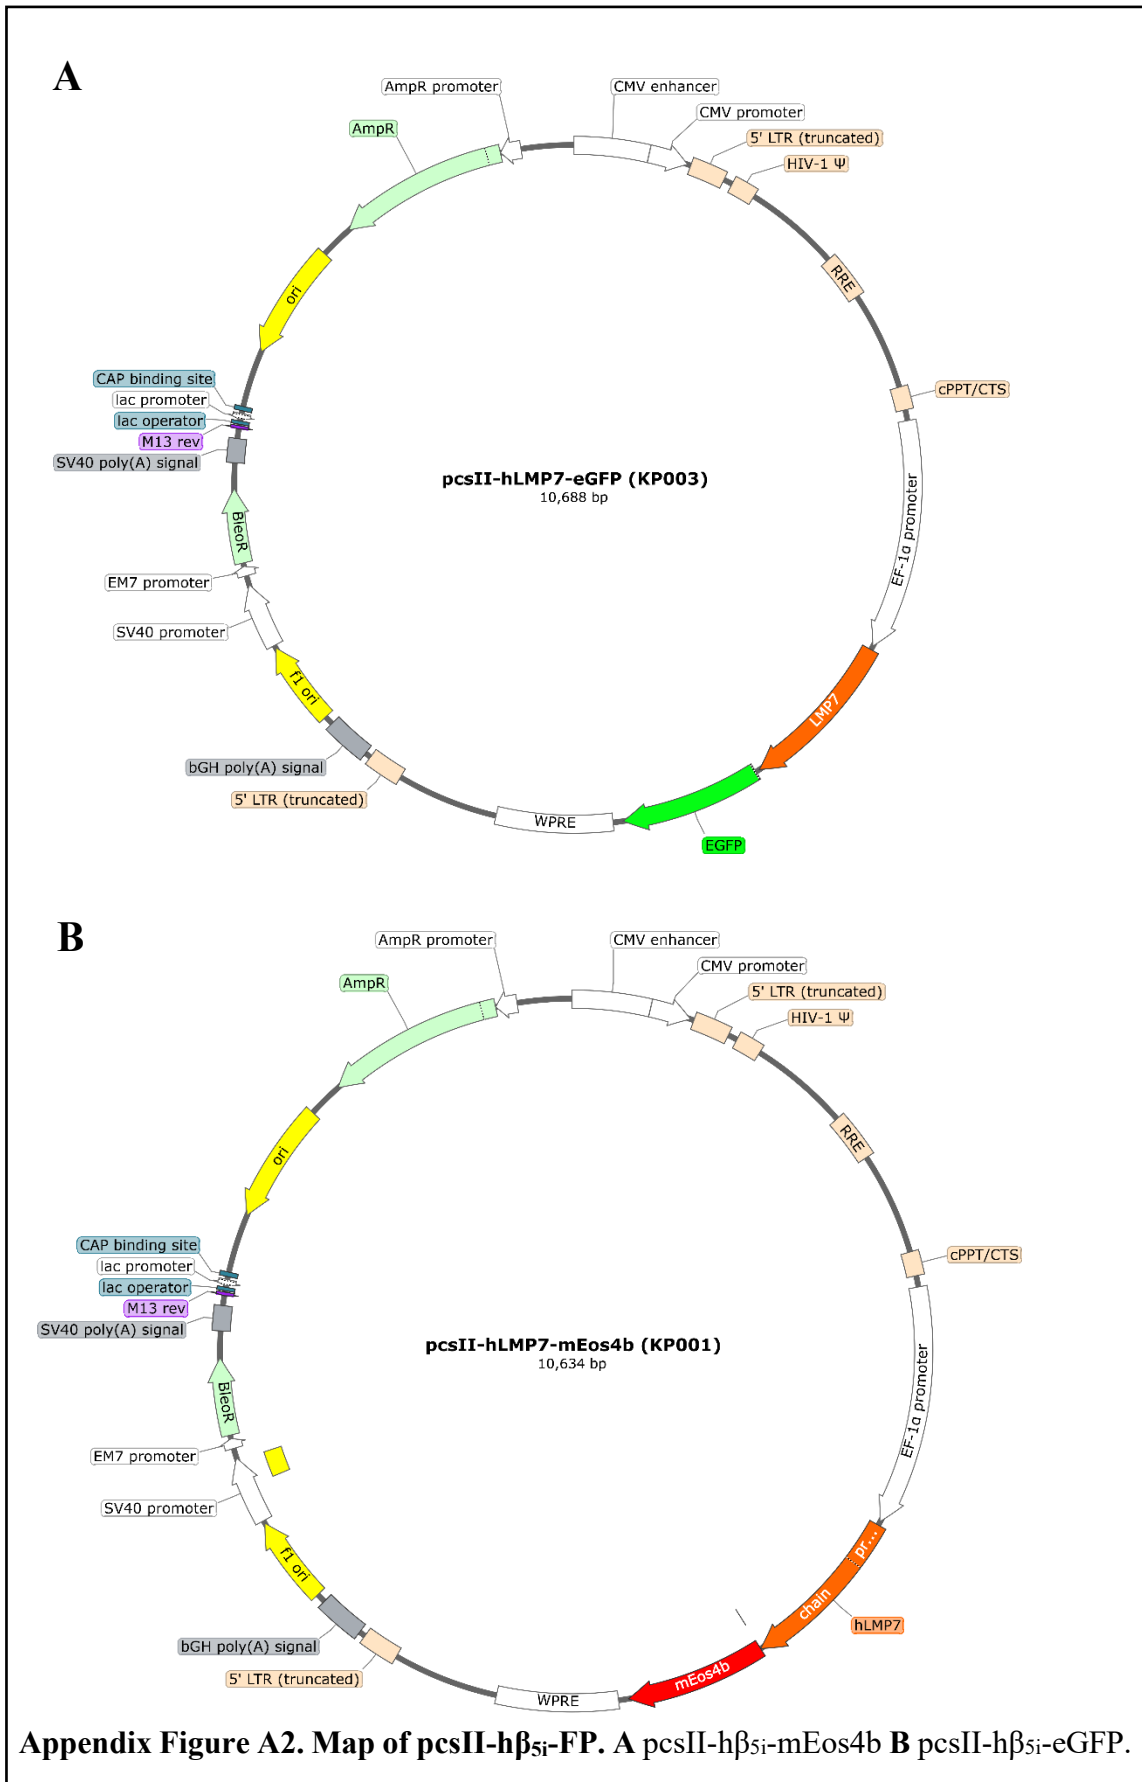 A
AmpR promoter
CMV enhancer
CMV promoter
AmpR
5' LTR (truncated)
HIV-1 Ψ
RRE
ori
CAP binding site
lac promoter
lac operator
M13 rev
SV40 poly(A) signal
cPPT/CTS
pcsII-hLMP7-eGFP (KP003)
10,688 bp
BleoR
EF-1α promoter
EM7 promoter
SV40 promoter
f1 ori
LMP7
bGH poly(A) signal
5' LTR (truncated)
WPRE
EGFP
B
AmpR promoter
CMV enhancer
CMV promoter
AmpR
5' LTR (truncated)
HIV-1 Ψ
RRE
ori
CAP binding site
lac promoter
lac operator
M13 rev
SV40 poly(A) signal
cPPT/CTS
pcsII-hLMP7-mEos4b (KP001)
10,634 bp
BleoR
EF-1α promoter
EM7 promoter
SV40 promoter
f1 ori
pr...
chain
hLMP7
bGH poly(A) signal
5' LTR (truncated)
mEos4b
WPRE
Appendix Figure A2. Map of pcsII-hβ5i-FP. A pcsII-hβ5i-mEos4b B pcsII-hβ5i-eGFP.